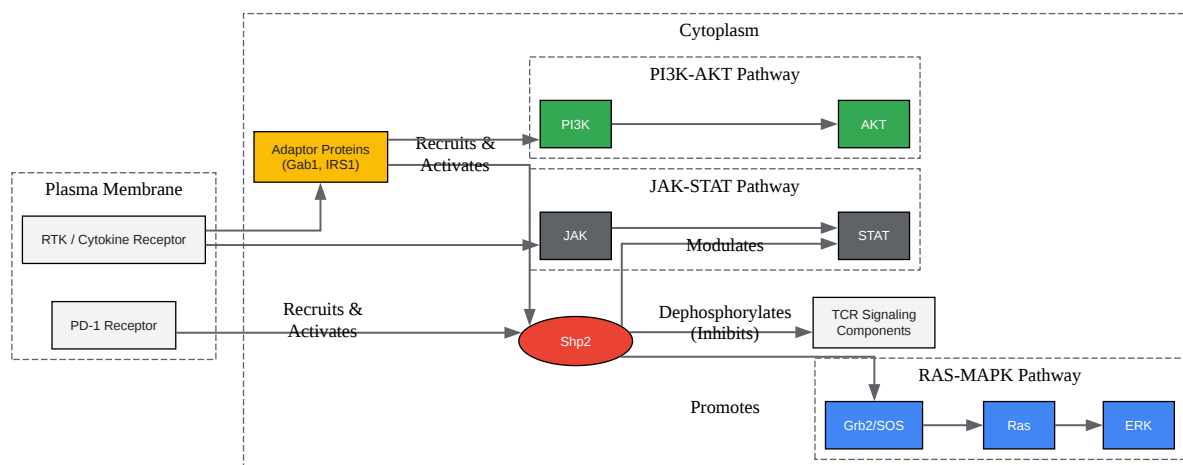 Cytoplasm
PI3K-AKT Pathway
PI3K
AKT
Adaptor Proteins
(Gab1, IRS1)
Recruits &
Activates
Plasma Membrane
JAK-STAT Pathway
RTK / Cytokine Receptor
JAK
STAT
Modulates
PD-1 Receptor
Recruits &
Activates
Shp2
Dephosphorylates
(Inhibits)
TCR Signaling
Components
RAS-MAPK Pathway
Promotes
Grb2/SOS
Ras
ERK